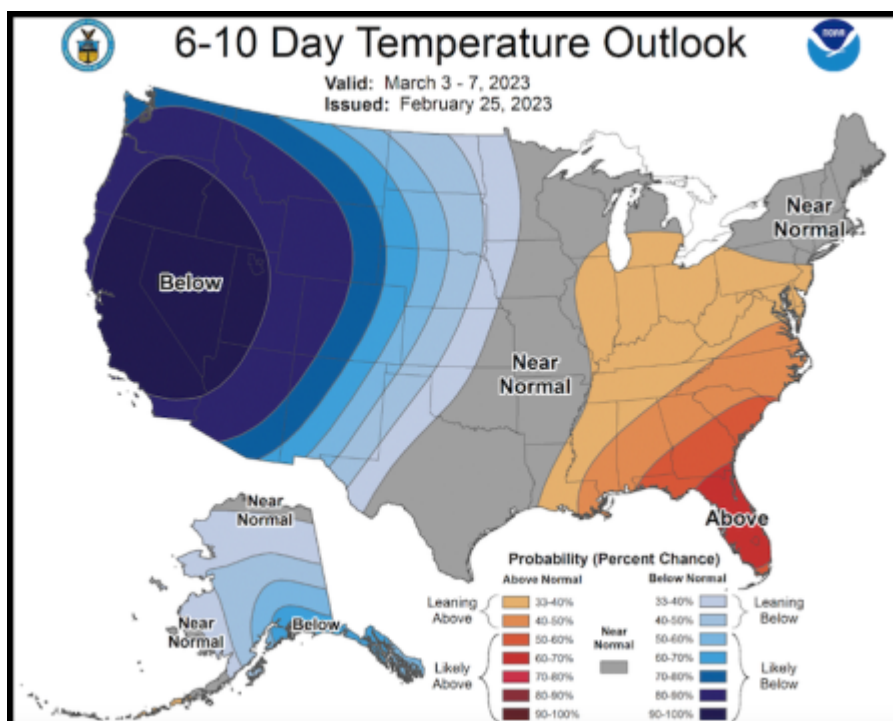 6-10 Day Temperature Outlook
NOAA
Valid: March 3 - 7, 2023
Issued: February 25, 2023
Near
Normal
Below
Near
Normal
Above
Near
Normal
Near
Normal
Below
Probability (Percent Chance)
Above Normal
Below Normal
Leaning
Above
33-40%
40-50%
Likely
Above
50-60%
60-70%
70-80%
80-90%
90-100%
Near
Normal
33-40%
40-50%
Leaning
Below
50-60%
60-70%
70-80%
80-90%
90-100%
Likely
Below